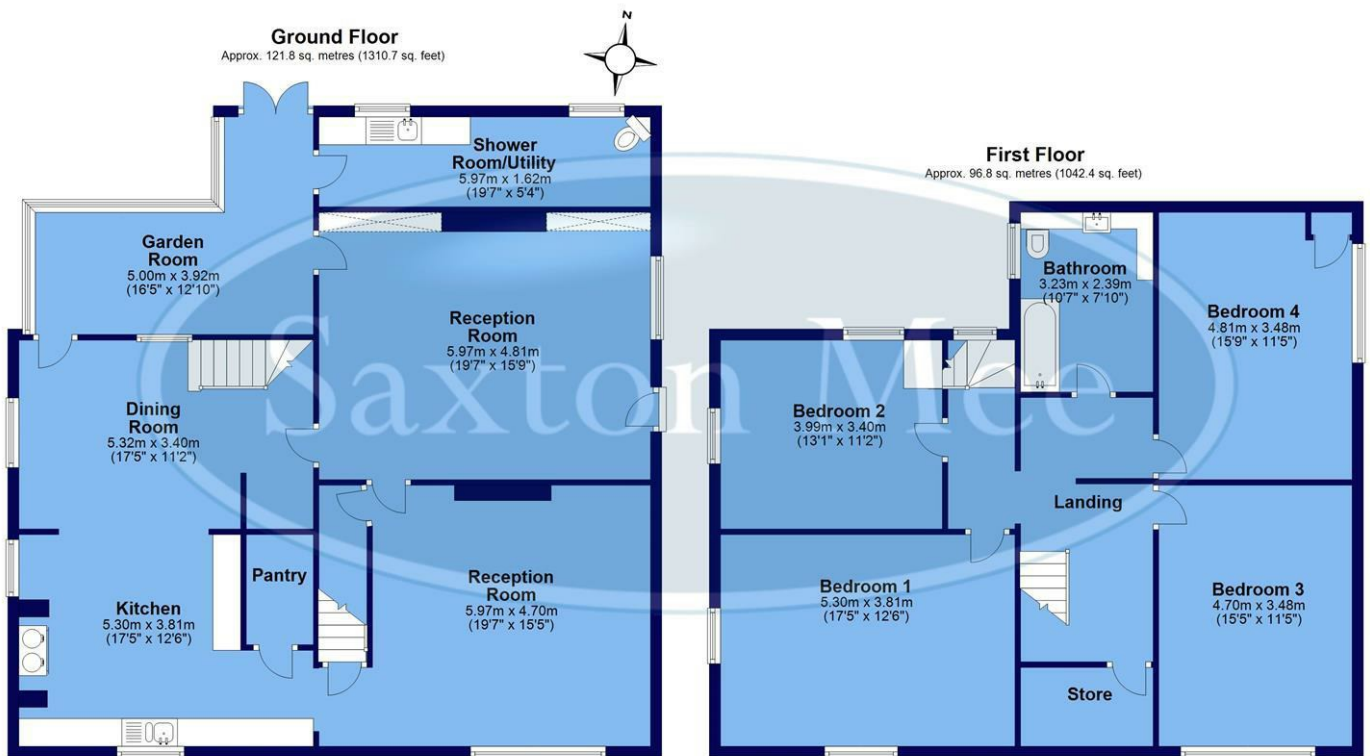 N
Ground Floor
Approx. 121.8 sq. metres (1310.7 sq. feet)
Shower
Room/Utility
5.97m x 1.62m
(19'7" x 5'4")
Garden
Room
5.00m x 3.92m
(16'5" x 12'10")
Reception
Room
5.97m x 4.81m
(19'7" x 15'9")
Dining
Room
5.32m x 3.40m
(17'5" x 11'2")
Pantry
Kitchen
5.30m x 3.81m
(17'5" x 12'6")
Reception
Room
5.97m x 4.70m
(19'7" x 15'5")
First Floor
Approx. 96.8 sq. metres (1042.4 sq. feet)
Bathroom
3.23m x 2.39m
(10'7" x 7'10")
Bedroom 4
4.81m x 3.48m
(15'9" x 11'5")
Bedroom 2
3.99m x 3.40m
(13'1" x 11'2")
Landing
Bedroom 1
5.30m x 3.81m
(17'5" x 12'6")
Bedroom 3
4.70m x 3.48m
(15'5" x 11'5")
Store
Saxton Mee